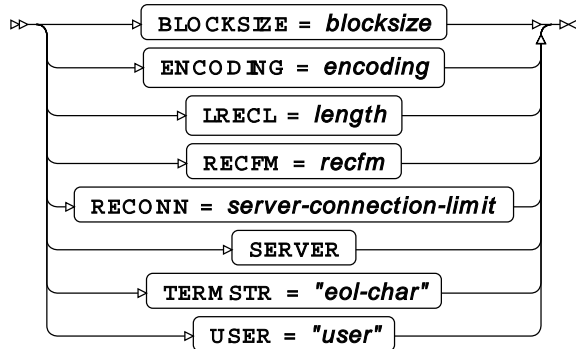 BLOCKSIZE = blocksize
ENCODING = encoding
LRECL = length
RECFM = recfm
RECONN = server-connection-limit
SERVER
TERMSTR = "eol-char"
USER = "user"